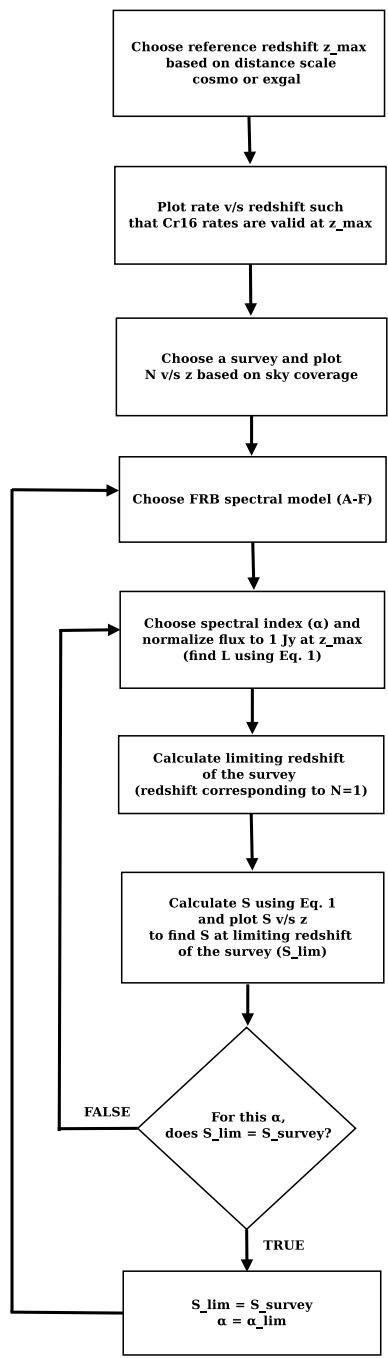 Choose reference redshift z_max
based on distance scale
cosmo or exgal
Plot rate v/s redshift such
that Cr16 rates are valid at z_max
Choose a survey and plot
N v/s z based on sky coverage
Choose FRB spectral model (A-F)
Choose spectral index (α) and
normalize flux to 1 Jy at z_max
(find L using Eq. 1)
Calculate limiting redshift
of the survey
(redshift corresponding to N=1)
Calculate S using Eq. 1
and plot S v/s z
to find S at limiting redshift
of the survey (S_lim)
For this α,
does S_lim = S_survey?
FALSE
TRUE
S_lim = S_survey
α = α_lim